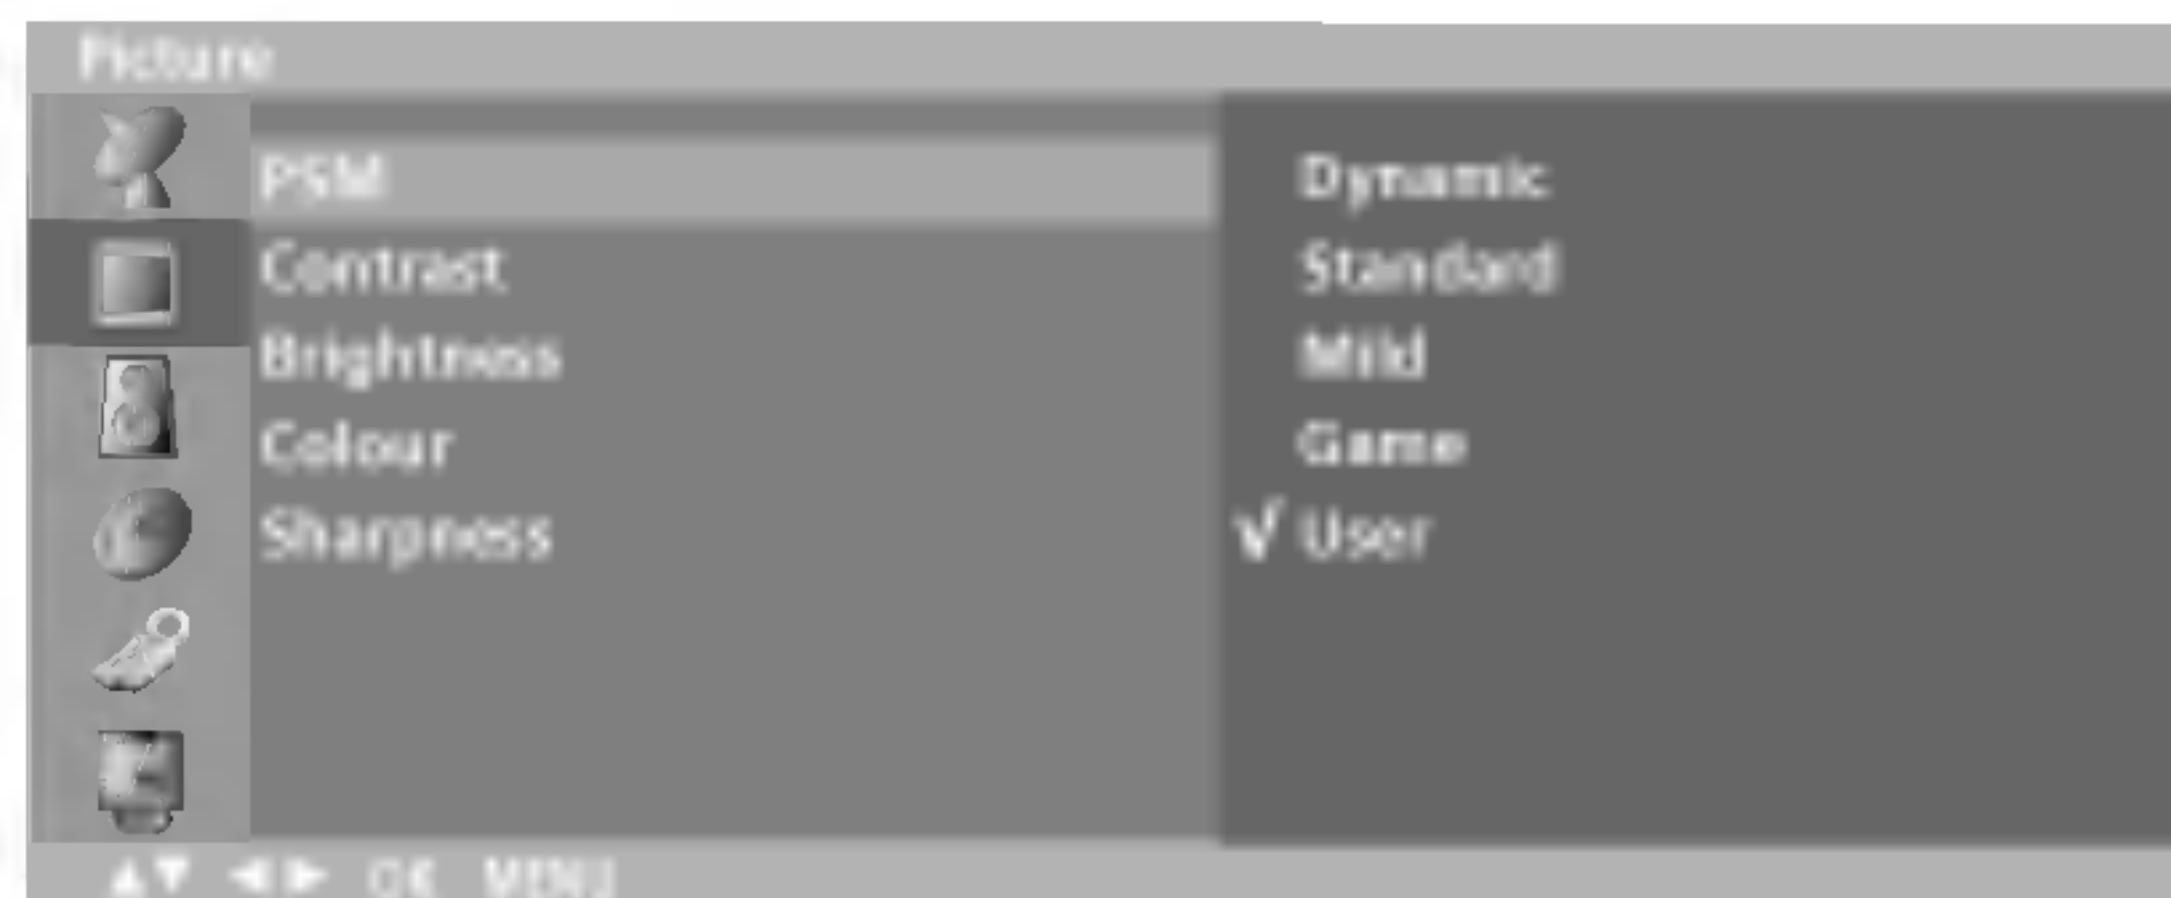 Picture
PSM
Contrast
Brightness
Colour
Sharpness
Dynamic
Standard
Mild
Game
√ User
▲▼ ◀▶ OK MENU